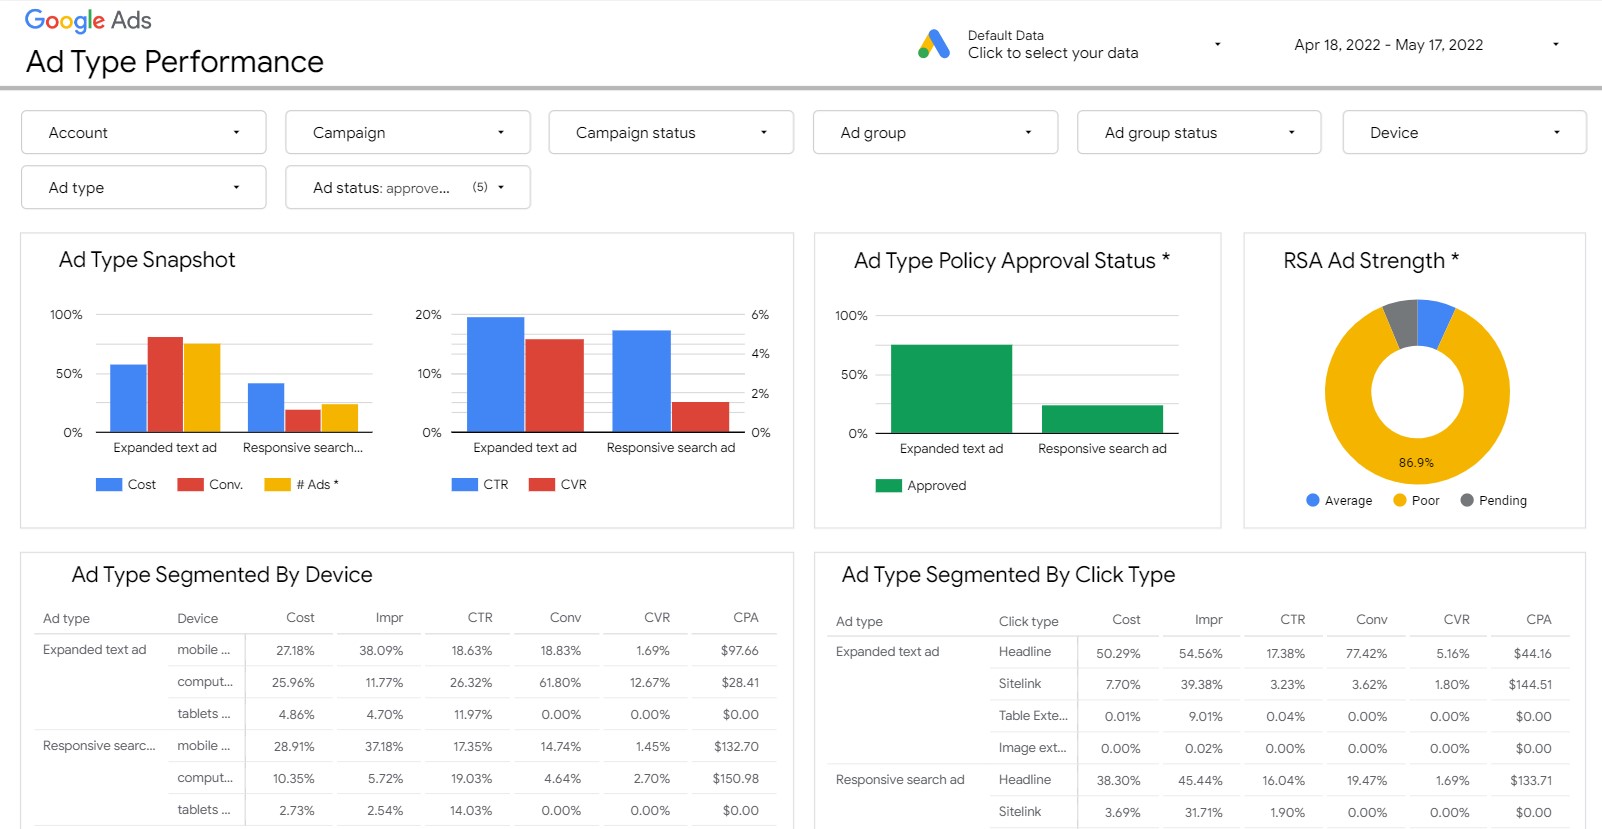 Google Ads
Ad Type Performance
Default Data
Click to select your data
Apr 18, 2022 - May 17, 2022
Account
Campaign
Campaign status
Ad group
Ad group status
Device
Ad type
Ad status: approve... (5)
Ad Type Snapshot
100%
50%
0%
Expanded text ad Responsive search...
Cost Conv. # Ads *
20% 6%
4%
10%
2%
0% 0%
Expanded text ad Responsive search ad
CTR CVR
Ad Type Policy Approval Status *
100%
50%
0%
Expanded text ad Responsive search ad
Approved
RSA Ad Strength *
86.9%
Average Poor Pending
Ad Type Segmented By Device
Ad type Device Cost Impr CTR Conv CVR CPA
Expanded text ad mobile ... 27.18% 38.09% 18.63% 18.83% 1.69% $97.66
comput... 25.96% 11.77% 26.32% 61.80% 12.67% $28.41
tablets ... 4.86% 4.70% 11.97% 0.00% 0.00% $0.00
Responsive searc... mobile ... 28.91% 37.18% 17.35% 14.74% 1.45% $132.70
comput... 10.35% 5.72% 19.03% 4.64% 2.70% $150.98
tablets ... 2.73% 2.54% 14.03% 0.00% 0.00% $0.00
Ad Type Segmented By Click Type
Ad type Click type Cost Impr CTR Conv CVR CPA
Expanded text ad Headline 50.29% 54.56% 17.38% 77.42% 5.16% $44.16
Sitelink 7.70% 39.38% 3.23% 3.62% 1.80% $144.51
Table Exte... 0.01% 9.01% 0.04% 0.00% 0.00% $0.00
Image ext... 0.00% 0.02% 0.00% 0.00% 0.00% $0.00
Responsive search ad Headline 38.30% 45.44% 16.04% 19.47% 1.69% $133.71
Sitelink 3.69% 31.71% 1.90% 0.00% 0.00% $0.00